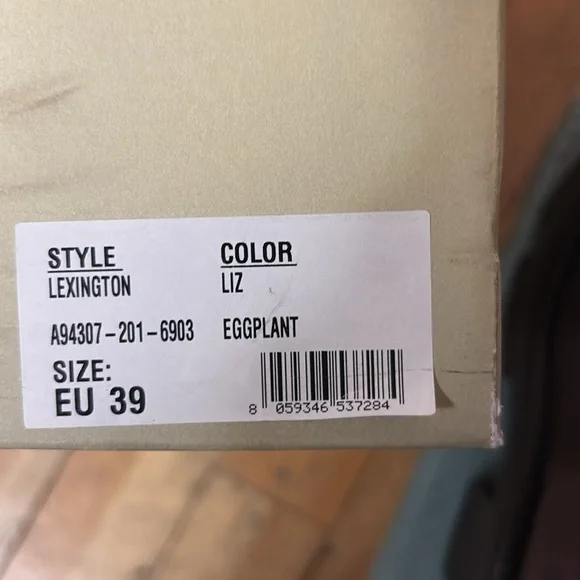 STYLE COLOR
LEXINGTON LIZ
A94307-201-6903 EGGPLANT
SIZE:
EU 39
8 059346 537284